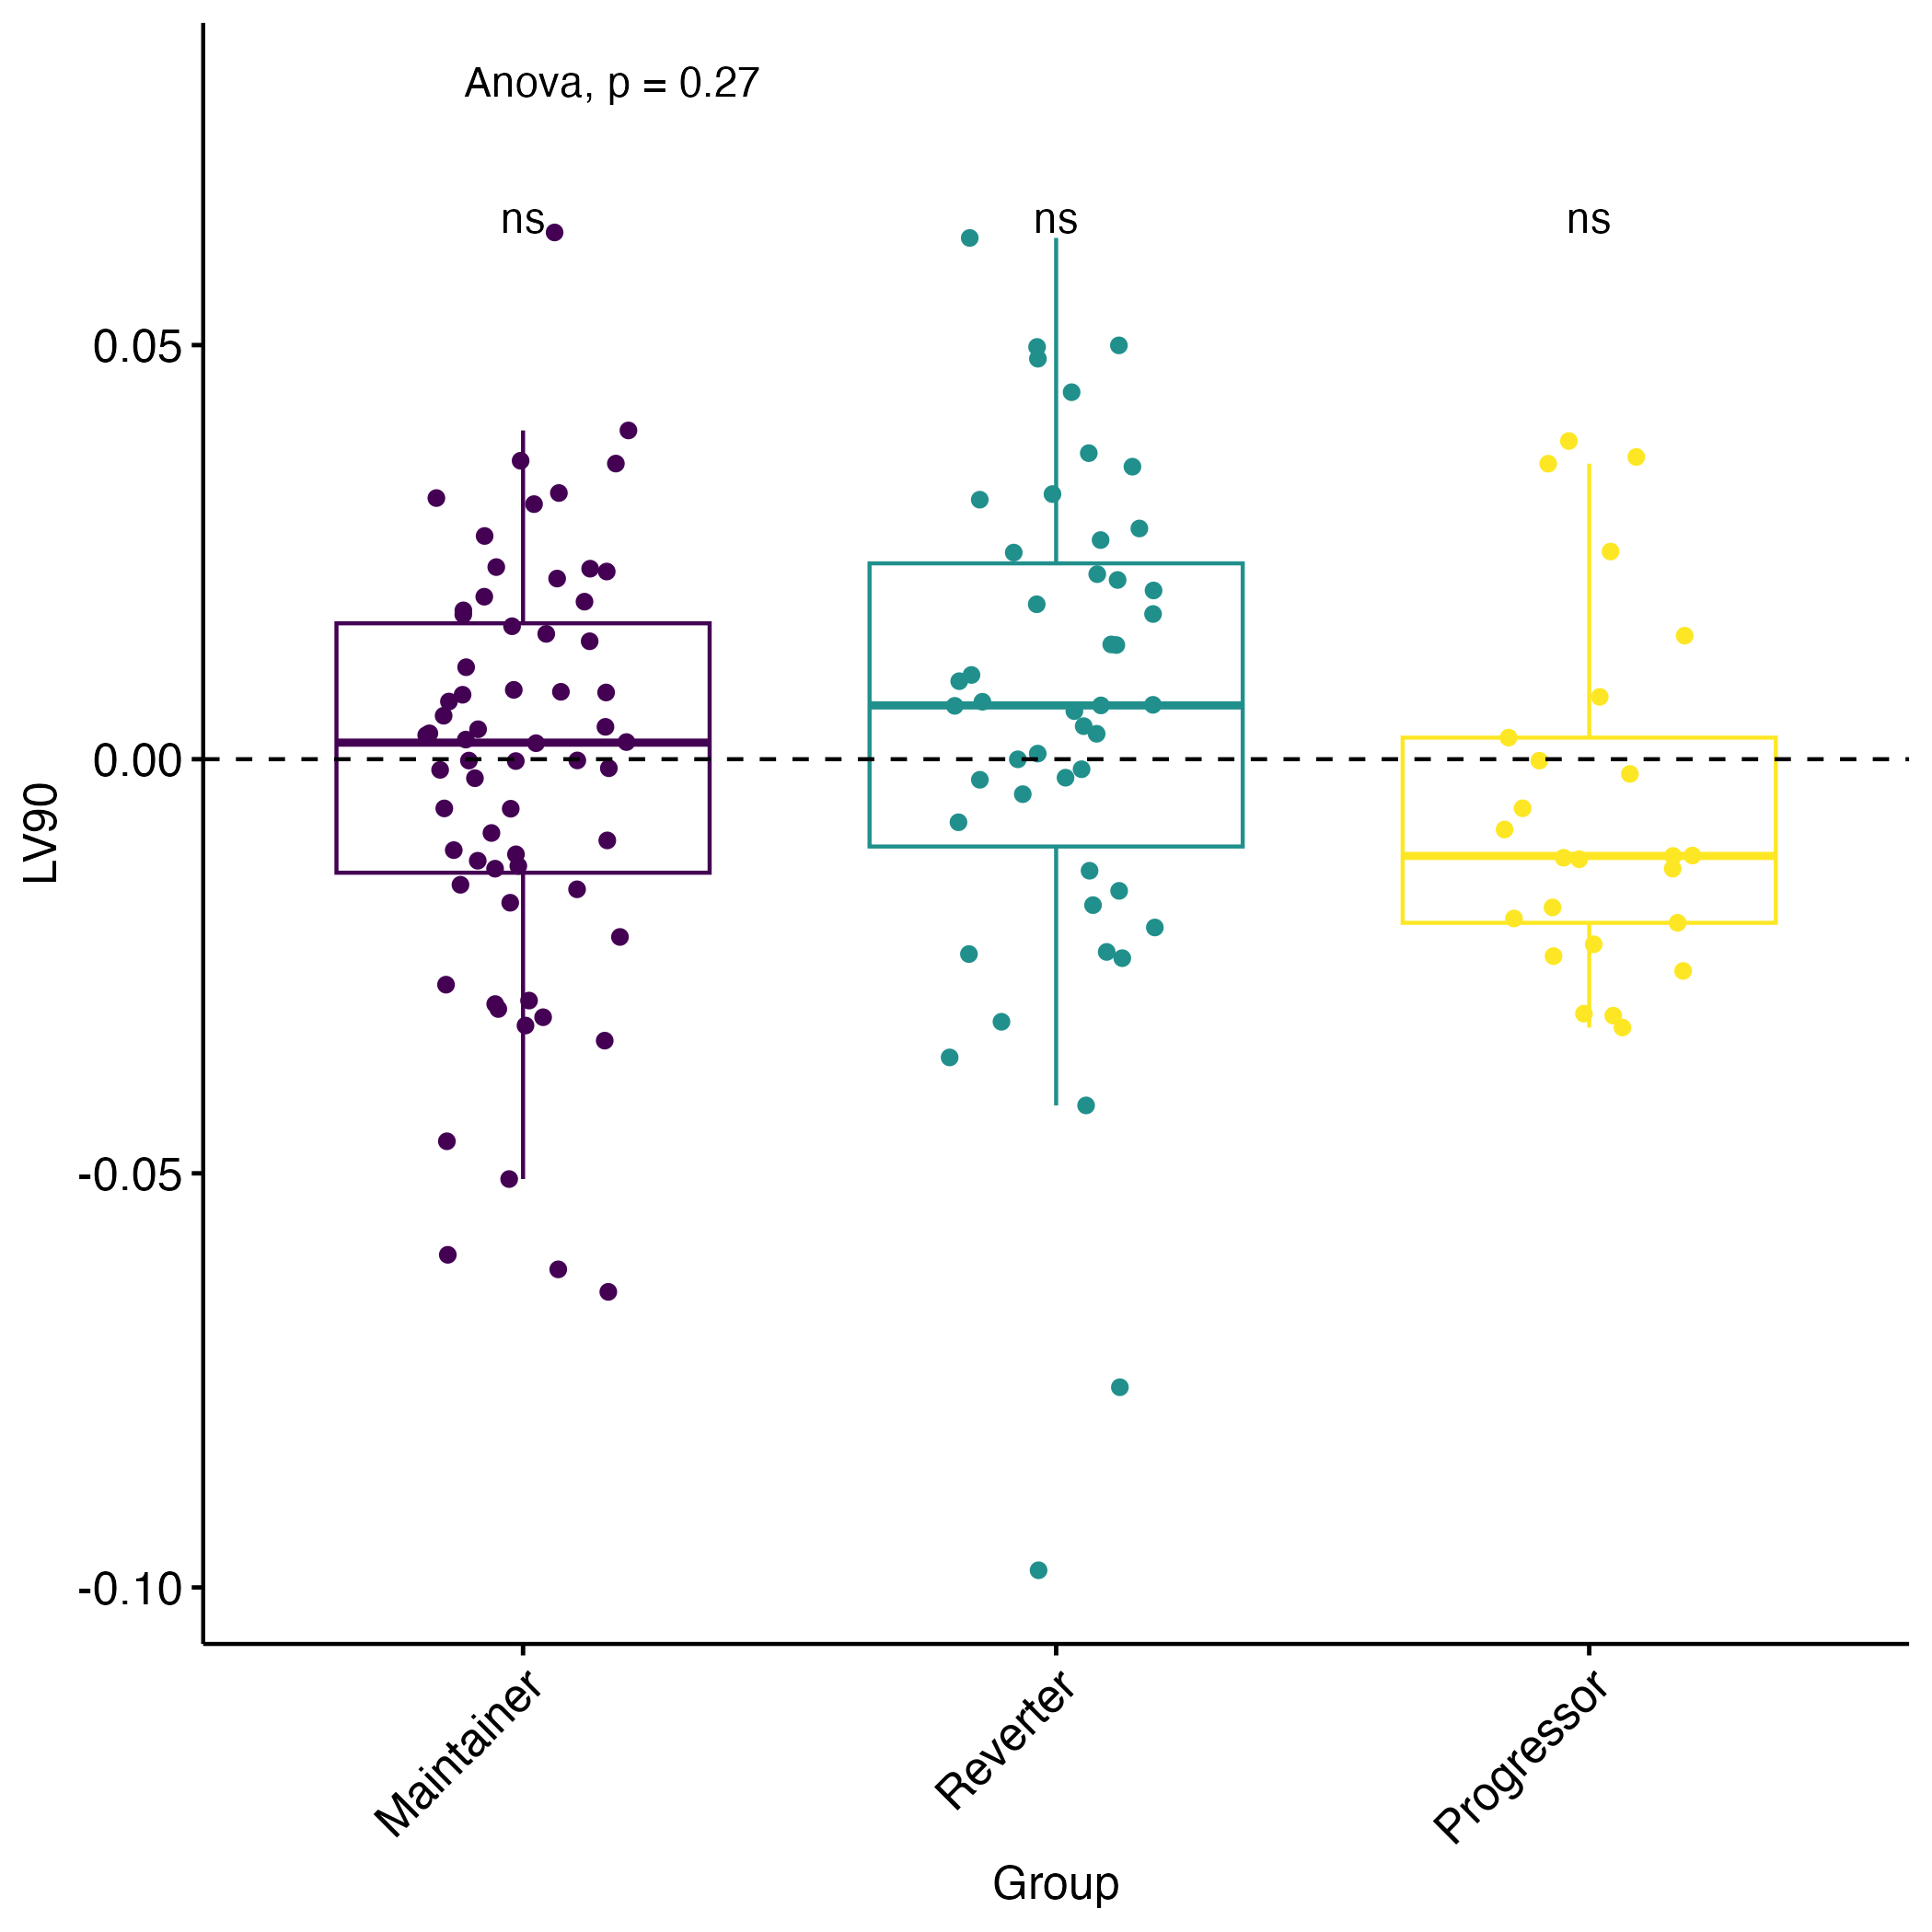 Anova, p = 0.27
ns ns ns
0.05
0.00
-0.05
-0.10
LV90
Maintainer Reverter Progressor
Group